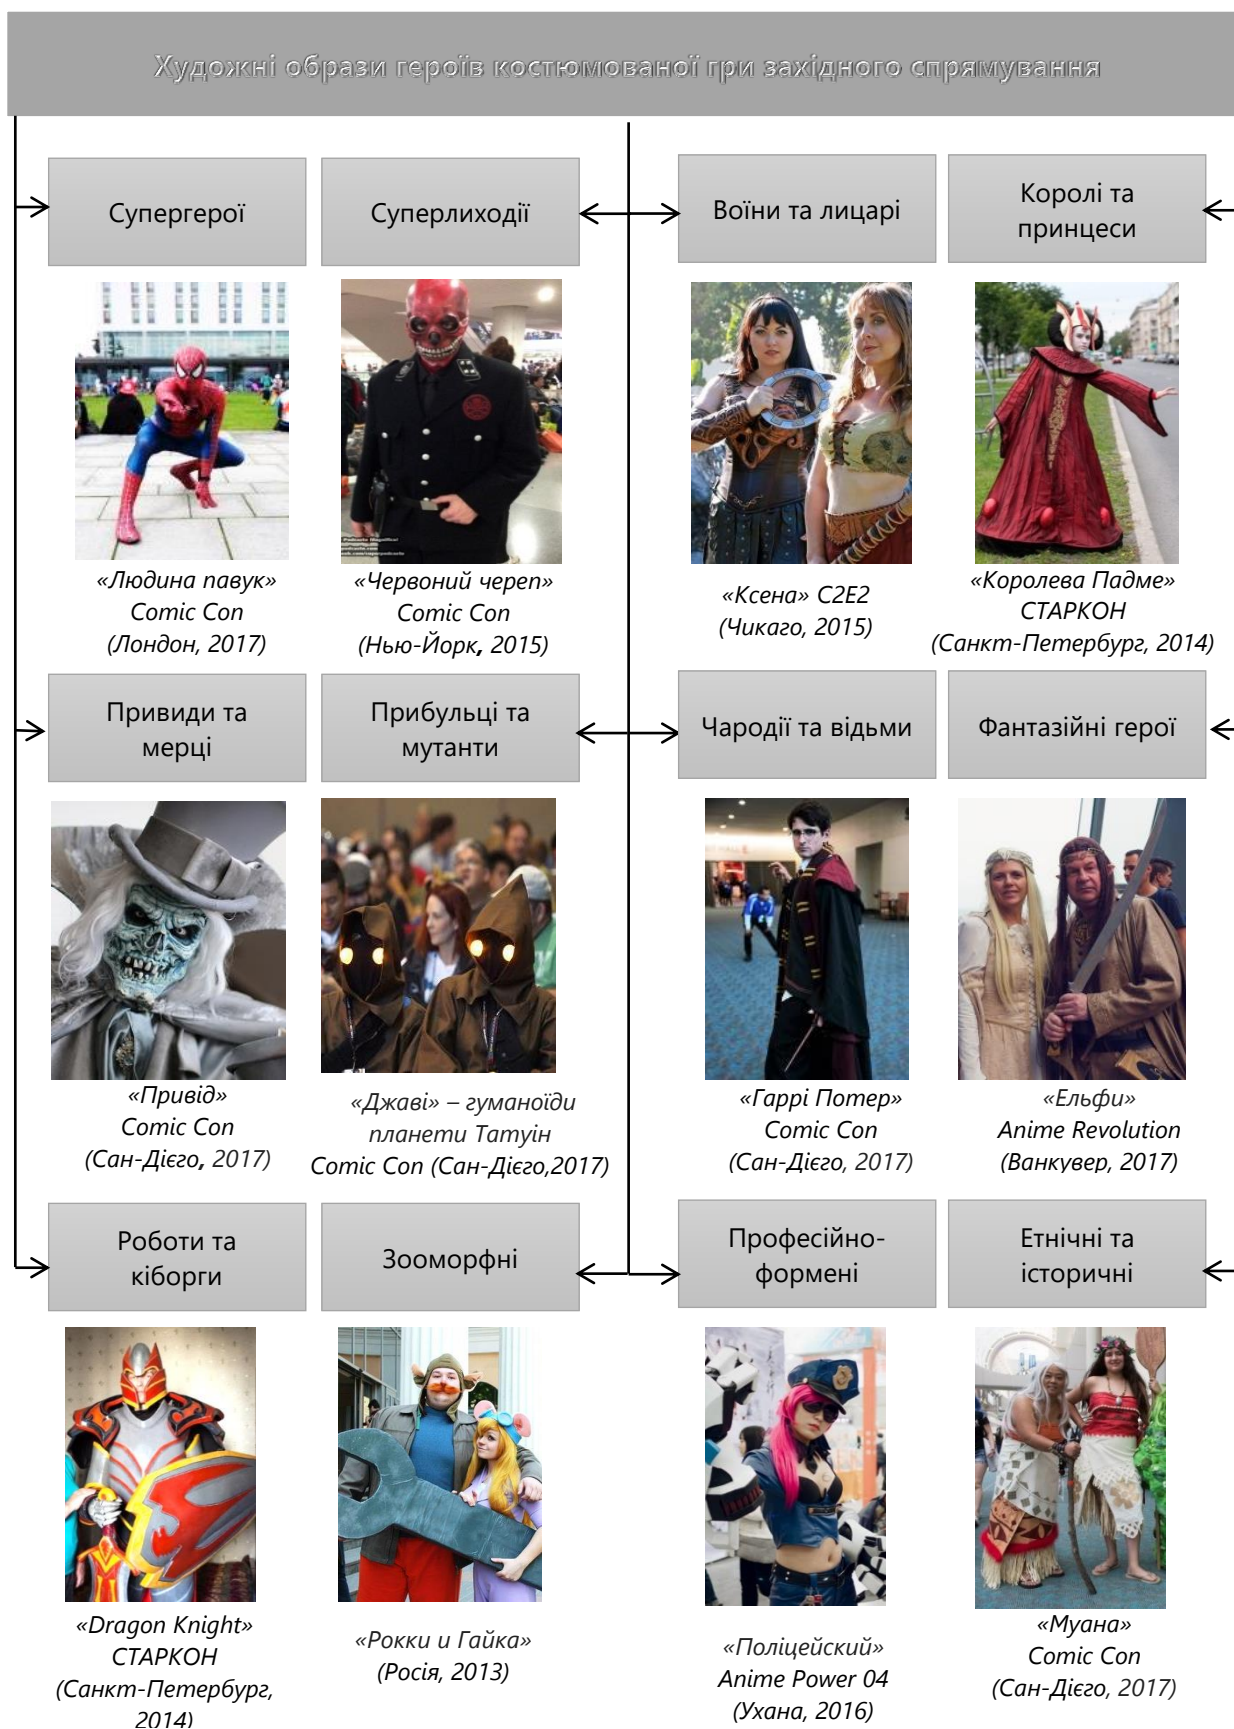 Художні образи героїв костюмованої гри західного спрямування
Супергерої
Суперлиходії
Воїни та лицарі
Королі та
принцеси
«Людина павук»
Comic Con
(Лондон, 2017)
«Червоний череп»
Comic Con
(Нью-Йорк, 2015)
«Ксена» C2E2
(Чикаго, 2015)
«Королева Падме»
СТАРКОН
(Санкт-Петербург, 2014)
Привиди та
мерці
Прибульці та
мутанти
Чародії та відьми
Фантазійні герої
«Привід»
Comic Con
(Сан-Дієго, 2017)
«Джаві» – гуманоїди
планети Татуін
Comic Con (Сан-Дієго,2017)
«Гаррі Потер»
Comic Con
(Сан-Дієго, 2017)
«Ельфи»
Anime Revolution
(Ванкувер, 2017)
Роботи та
кіборги
Зооморфні
Професійно-
формені
Етнічні та
історичні
«Dragon Knight»
СТАРКОН
(Санкт-Петербург,
2014)
«Рокки и Гайка»
(Росія, 2013)
«Поліцейский»
Anime Power 04
(Ухана, 2016)
«Муана»
Comic Con
(Сан-Дієго, 2017)